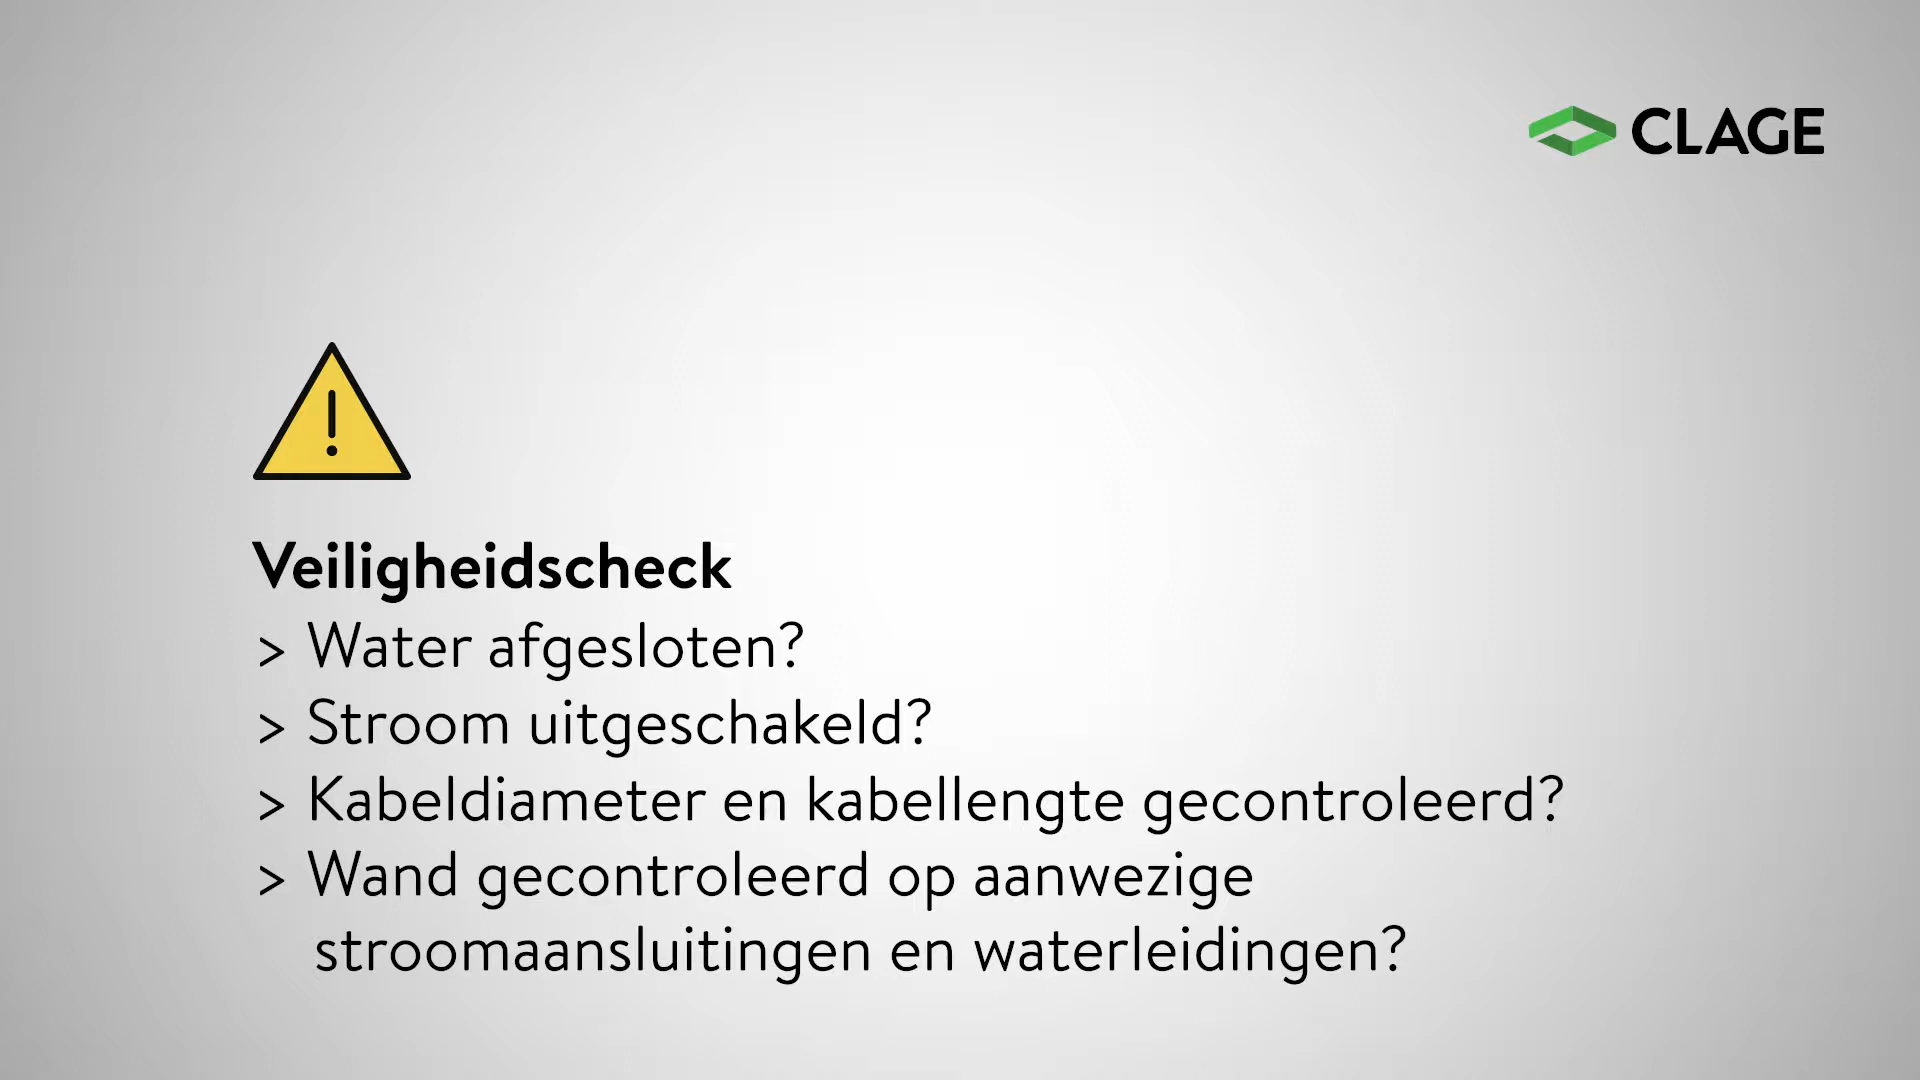 CLAGE
Veiligheidscheck
> Water afgesloten?
> Stroom uitgeschakeld?
> Kabeldiameter en kabellengte gecontroleerd?
> Wand gecontroleerd op aanwezige
stroomaansluitingen en waterleidingen?